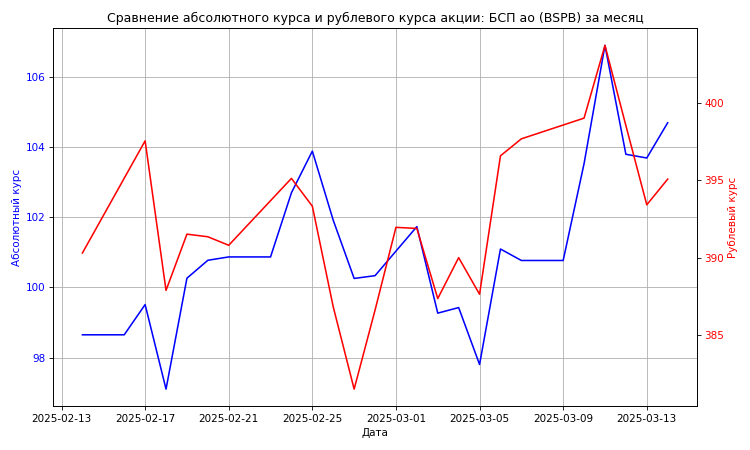 Сравнение абсолютного курса и рублевого курса акции: БСП ао (BSPB) за месяц
Абсолютный курс
106
104
102
100
98
400
395
390
385
Рублевый курс
2025-02-13 2025-02-17 2025-02-21 2025-02-25 2025-03-01 2025-03-05 2025-03-09 2025-03-13
Дата